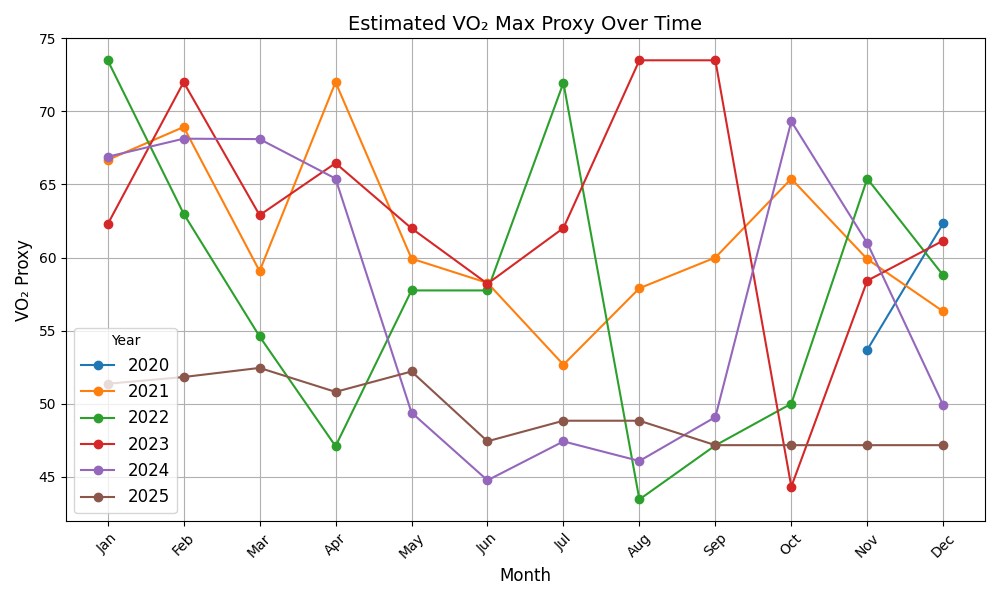 Estimated VO₂ Max Proxy Over Time
VO₂ Proxy
75
70
65
60
55
50
45
Year
2020
2021
2022
2023
2024
2025
Jan
Feb
Mar
Apr
May
Jun
Jul
Aug
Sep
Oct
Nov
Dec
Month